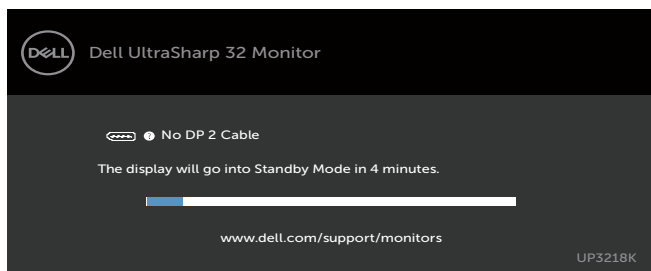 DELL Dell UltraSharp 32 Monitor
? No DP 2 Cable
The display will go into Standby Mode in 4 minutes.
www.dell.com/support/monitors
UP3218K